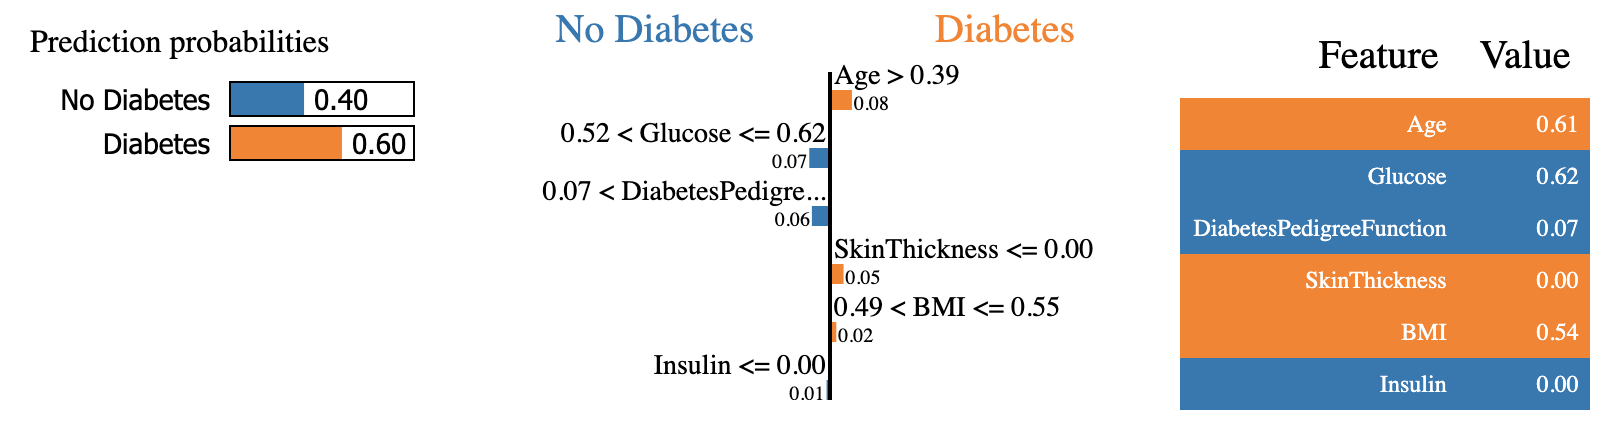 Prediction probabilities
No Diabetes 0.40
Diabetes 0.60
No Diabetes Diabetes
Age > 0.39
0.08
0.52 < Glucose <= 0.62
0.07
0.07 < DiabetesPedigre...
0.06
SkinThickness <= 0.00
0.05
0.49 < BMI <= 0.55
0.02
Insulin <= 0.00
0.01
Feature Value
Age 0.61
Glucose 0.62
DiabetesPedigreeFunction 0.07
SkinThickness 0.00
BMI 0.54
Insulin 0.00